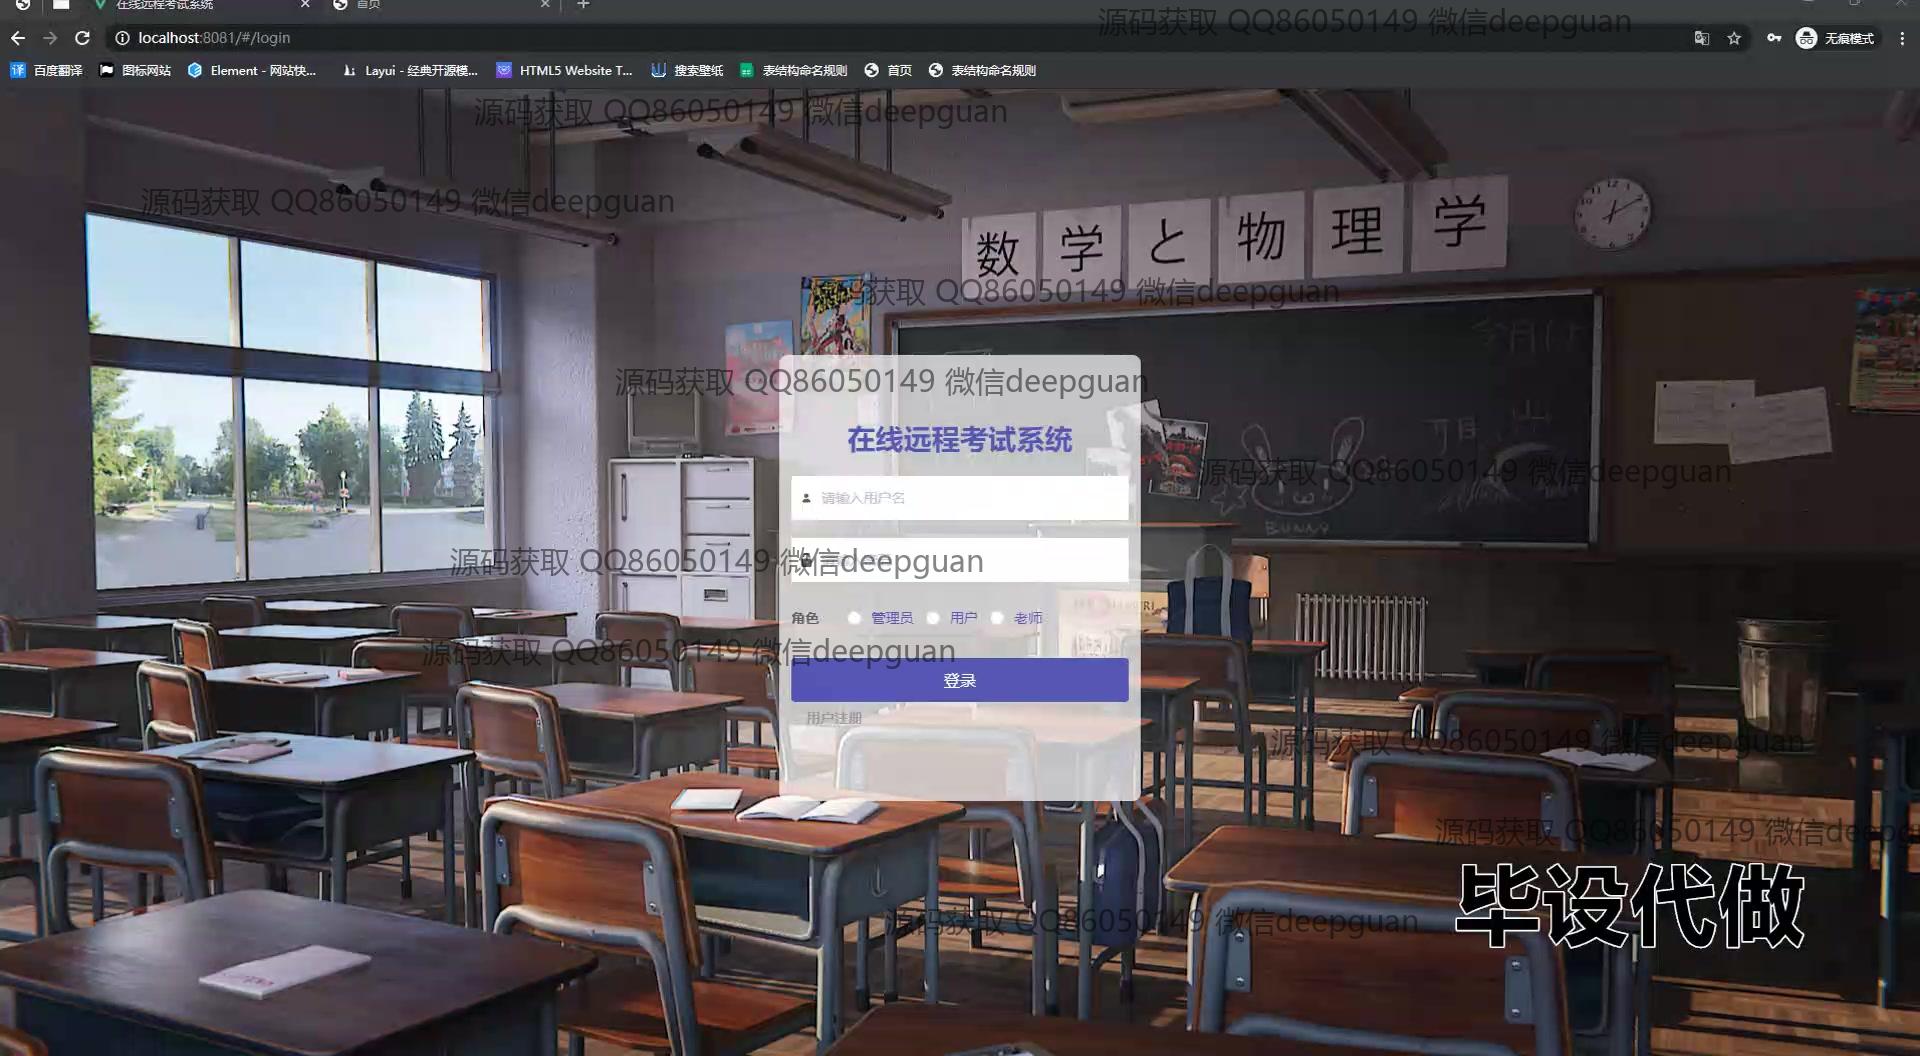 在线远程考试系统
首页
源码获取 QQ86050149 微信deepguan
localhost:8081/#/login
无痕模式
百度翻译
图标网站
Element - 网站快...
Layui - 经典开源模...
HTML5 Website T...
搜索壁纸
表结构命名规则
首页
表结构命名规则
源码获取 QQ86050149 微信deepguan
源码获取 QQ86050149 微信deepguan
数学と物理学
源码获取 QQ86050149 微信deepguan
源码获取 QQ86050149 微信deepguan
在线远程考试系统
源码获取 QQ86050149 微信deepguan
请输入用户名
BUNNY
源码获取 QQ86050149 微信deepguan
角色 管理员 用户 老师
源码获取 QQ86050149 微信deepguan
登录
用户注册
源码获取 QQ86050149 微信deepguan
源码获取 QQ86050149 微信deepgu
毕设代做
源码获取 QQ86050149 微信deepguan